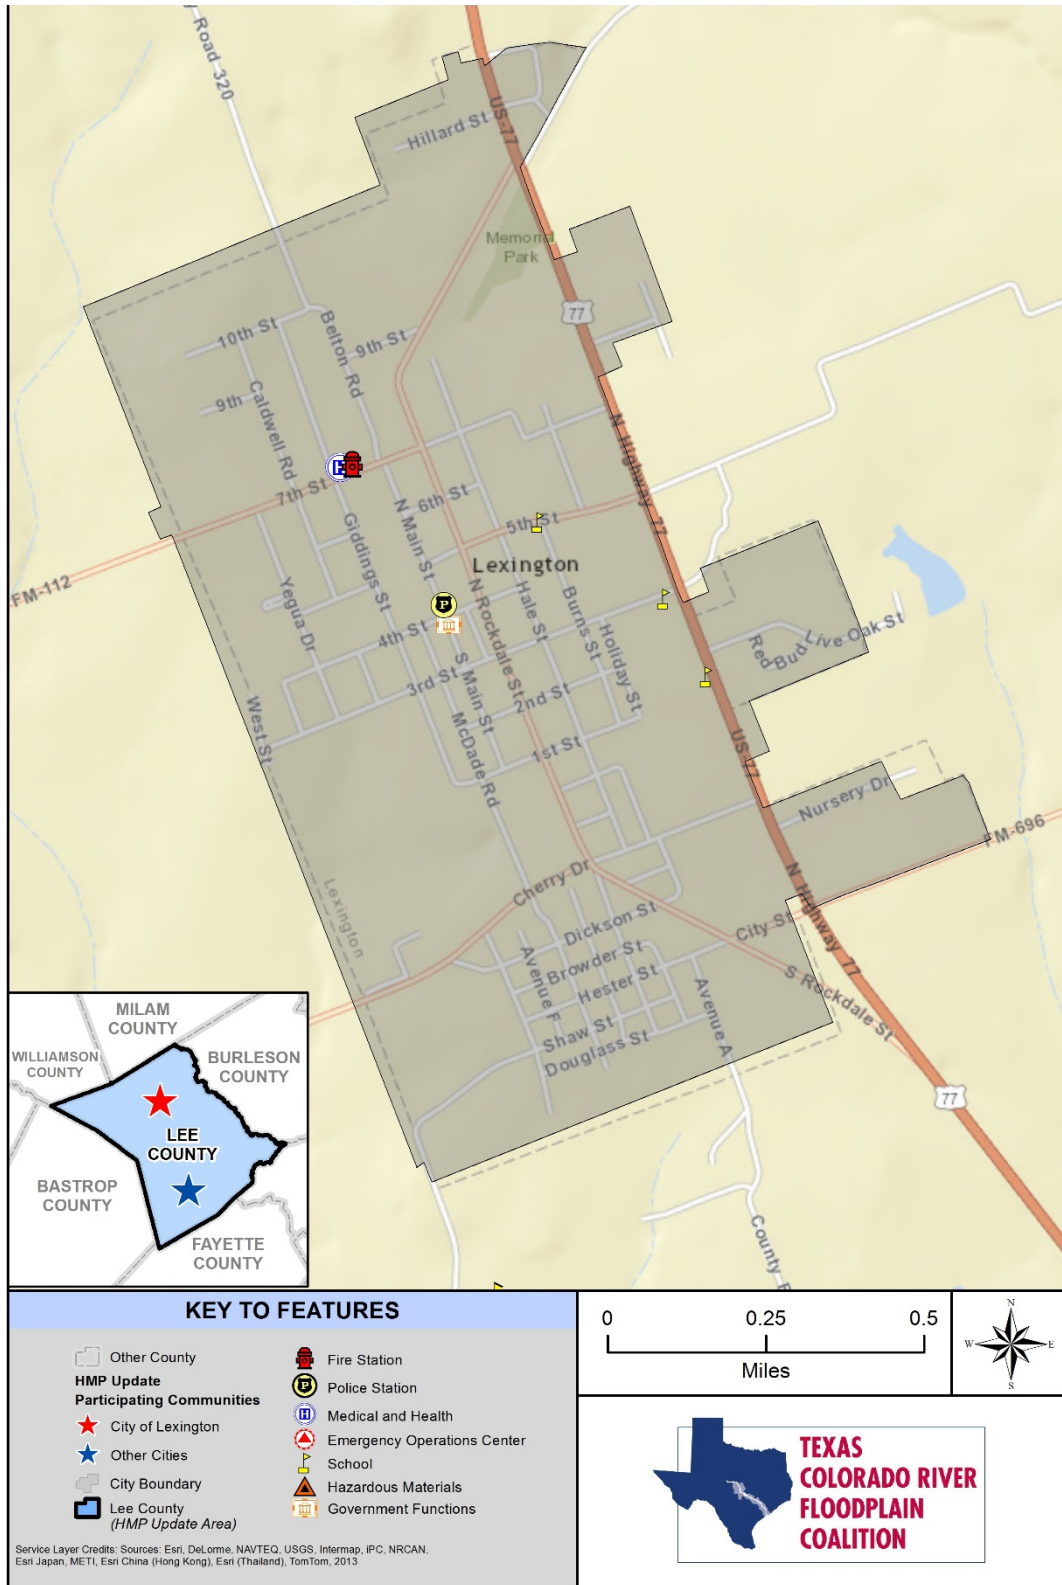 g Road 320
US-77
Hillard St
Memorial
Park
77
10th St
Belton Rd
9th St
9th
Caldwell Rd
N Highway 77
7th St
6th St
N Main St
5th St
Giddings St
Lexington
FM-112
Yegua Dr
N Rockdale St
Hale St
Burns St
4th St
Holiday St
Red
Bud
Live Oak St
3rd St
S Main St
2nd St
West St
McDade Rd
1st St
US-77
Nursery Dr
FM-696
Cherry Dr
N Highway 77
Lexington
Dickson St
City St
Browder St
Avenue F
Hester St
S Rockdale St
Avenue A
Shaw St
Douglass St
77
County R
MILAM
COUNTY
WILLIAMSON
COUNTY
BURLESON
COUNTY
LEE
COUNTY
BASTROP
COUNTY
FAYETTE
COUNTY
KEY TO FEATURES
Other County
HMP Update
Participating Communities
City of Lexington
Other Cities
City Boundary
Lee County
(HMP Update Area)
Fire Station
Police Station
Medical and Health
Emergency Operations Center
School
Hazardous Materials
Government Functions
Service Layer Credits: Sources: Esri, DeLorme, NAVTEQ, USGS, Intermap, iPC, NRCAN,
Esri Japan, METI, Esri China (Hong Kong), Esri (Thailand), TomTom, 2013
0 0.25 0.5
Miles
N
W E
S
TEXAS
COLORADO RIVER
FLOODPLAIN
COALITION